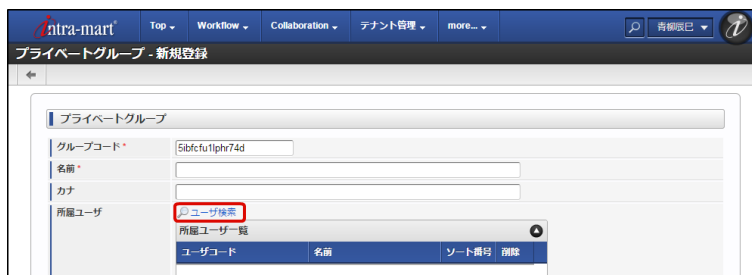 intra-mart Top Workflow Collaboration テナント管理 more... 青柳辰巳
プライベートグループ - 新規登録
プライベートグループ
グループコード * 5ibfcfu1lphr74d
名前 *
カナ
所属ユーザ ユーザ検索
所属ユーザ一覧
ユーザコード 名前 ソート番号 削除